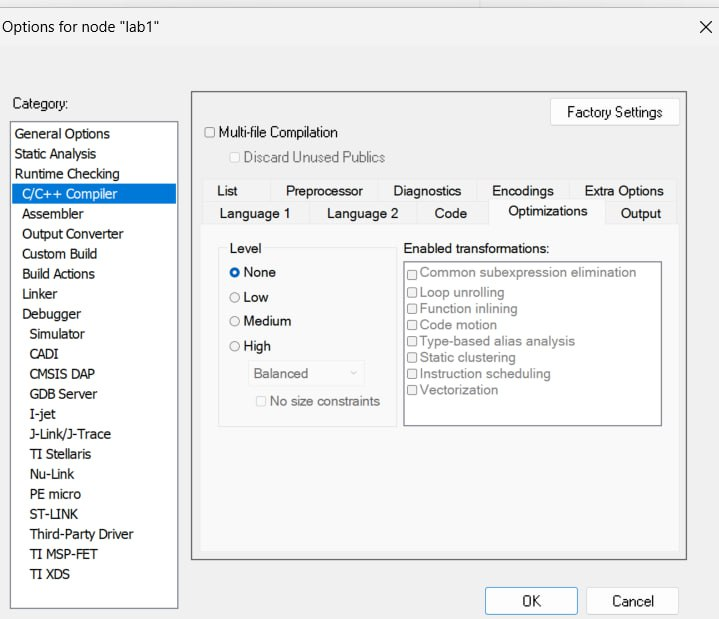 Options for node "lab1"
Category:
General Options
Static Analysis
Runtime Checking
C/C++ Compiler
Assembler
Output Converter
Custom Build
Build Actions
Linker
Debugger
Simulator
CADI
CMSIS DAP
GDB Server
I-jet
J-Link/J-Trace
TI Stellaris
Nu-Link
PE micro
ST-LINK
Third-Party Driver
TI MSP-FET
TI XDS
Factory Settings
Multi-file Compilation
Discard Unused Publics
List Preprocessor Diagnostics Encodings Extra Options
Language 1 Language 2 Code Optimizations Output
Level
None
Low
Medium
High
Balanced
No size constraints
Enabled transformations:
Common subexpression elimination
Loop unrolling
Function inlining
Code motion
Type-based alias analysis
Static clustering
Instruction scheduling
Vectorization
OK Cancel